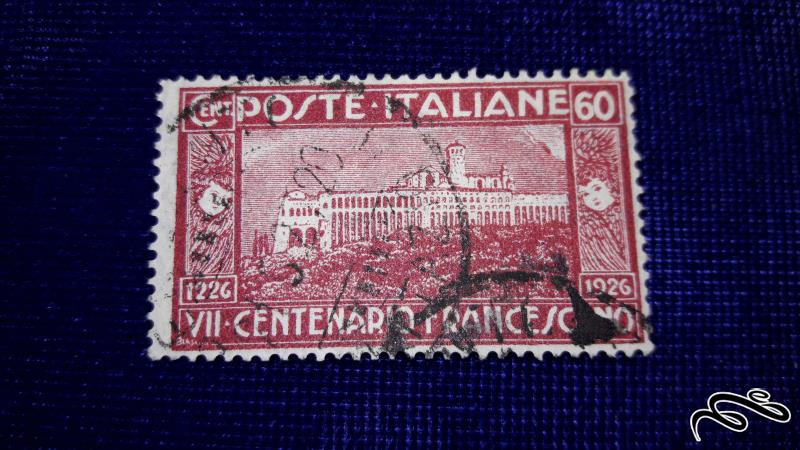 CENT. POSTE·ITALIANE 60
1226 1926
VII·CENTENARIO·FRANCESCANO